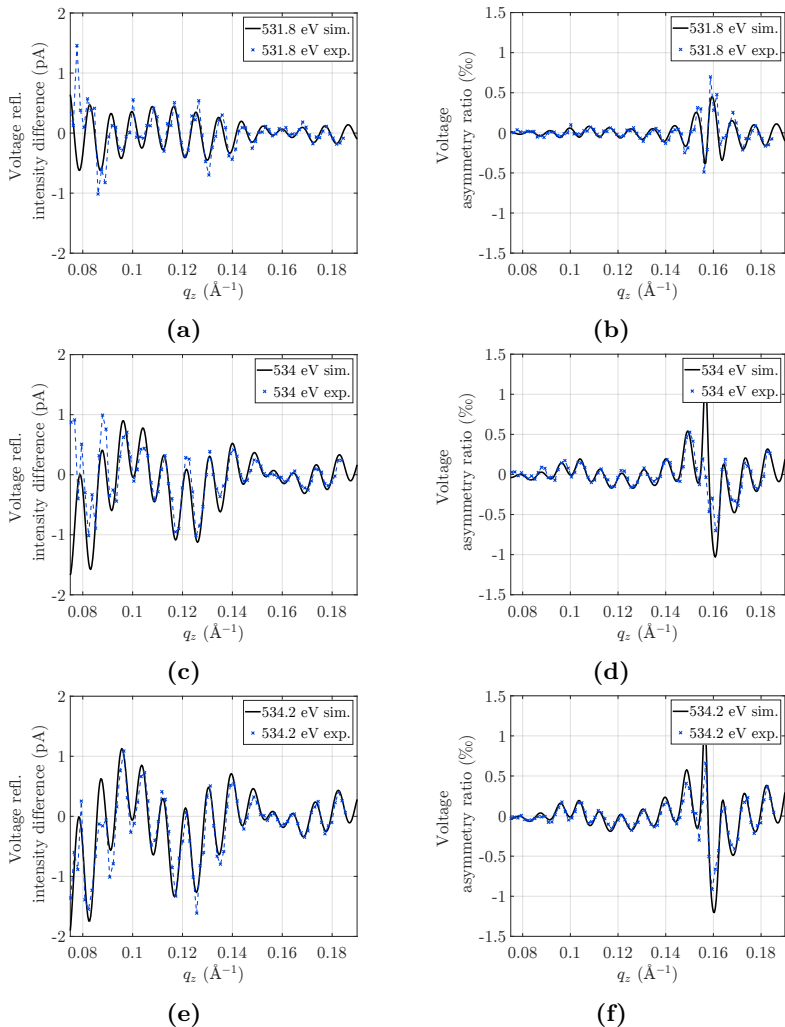 2
1
0
-1
-2
0.08 0.1 0.12 0.14 0.16 0.18
Voltage refl.
intensity difference (pA)
q_z (Å⁻¹)
531.8 eV sim.
531.8 eV exp.
(a)
1.5
1
0.5
0
-0.5
-1
-1.5
0.08 0.1 0.12 0.14 0.16 0.18
Voltage
asymmetry ratio (‰)
q_z (Å⁻¹)
531.8 eV sim.
531.8 eV exp.
(b)
2
1
0
-1
-2
0.08 0.1 0.12 0.14 0.16 0.18
Voltage refl.
intensity difference (pA)
q_z (Å⁻¹)
534 eV sim.
534 eV exp.
(c)
1.5
1
0.5
0
-0.5
-1
-1.5
0.08 0.1 0.12 0.14 0.16 0.18
Voltage
asymmetry ratio (‰)
q_z (Å⁻¹)
534 eV sim.
534 eV exp.
(d)
2
1
0
-1
-2
0.08 0.1 0.12 0.14 0.16 0.18
Voltage refl.
intensity difference (pA)
q_z (Å⁻¹)
534.2 eV sim.
534.2 eV exp.
(e)
1.5
1
0.5
0
-0.5
-1
-1.5
0.08 0.1 0.12 0.14 0.16 0.18
Voltage
asymmetry ratio (‰)
q_z (Å⁻¹)
534.2 eV sim.
534.2 eV exp.
(f)